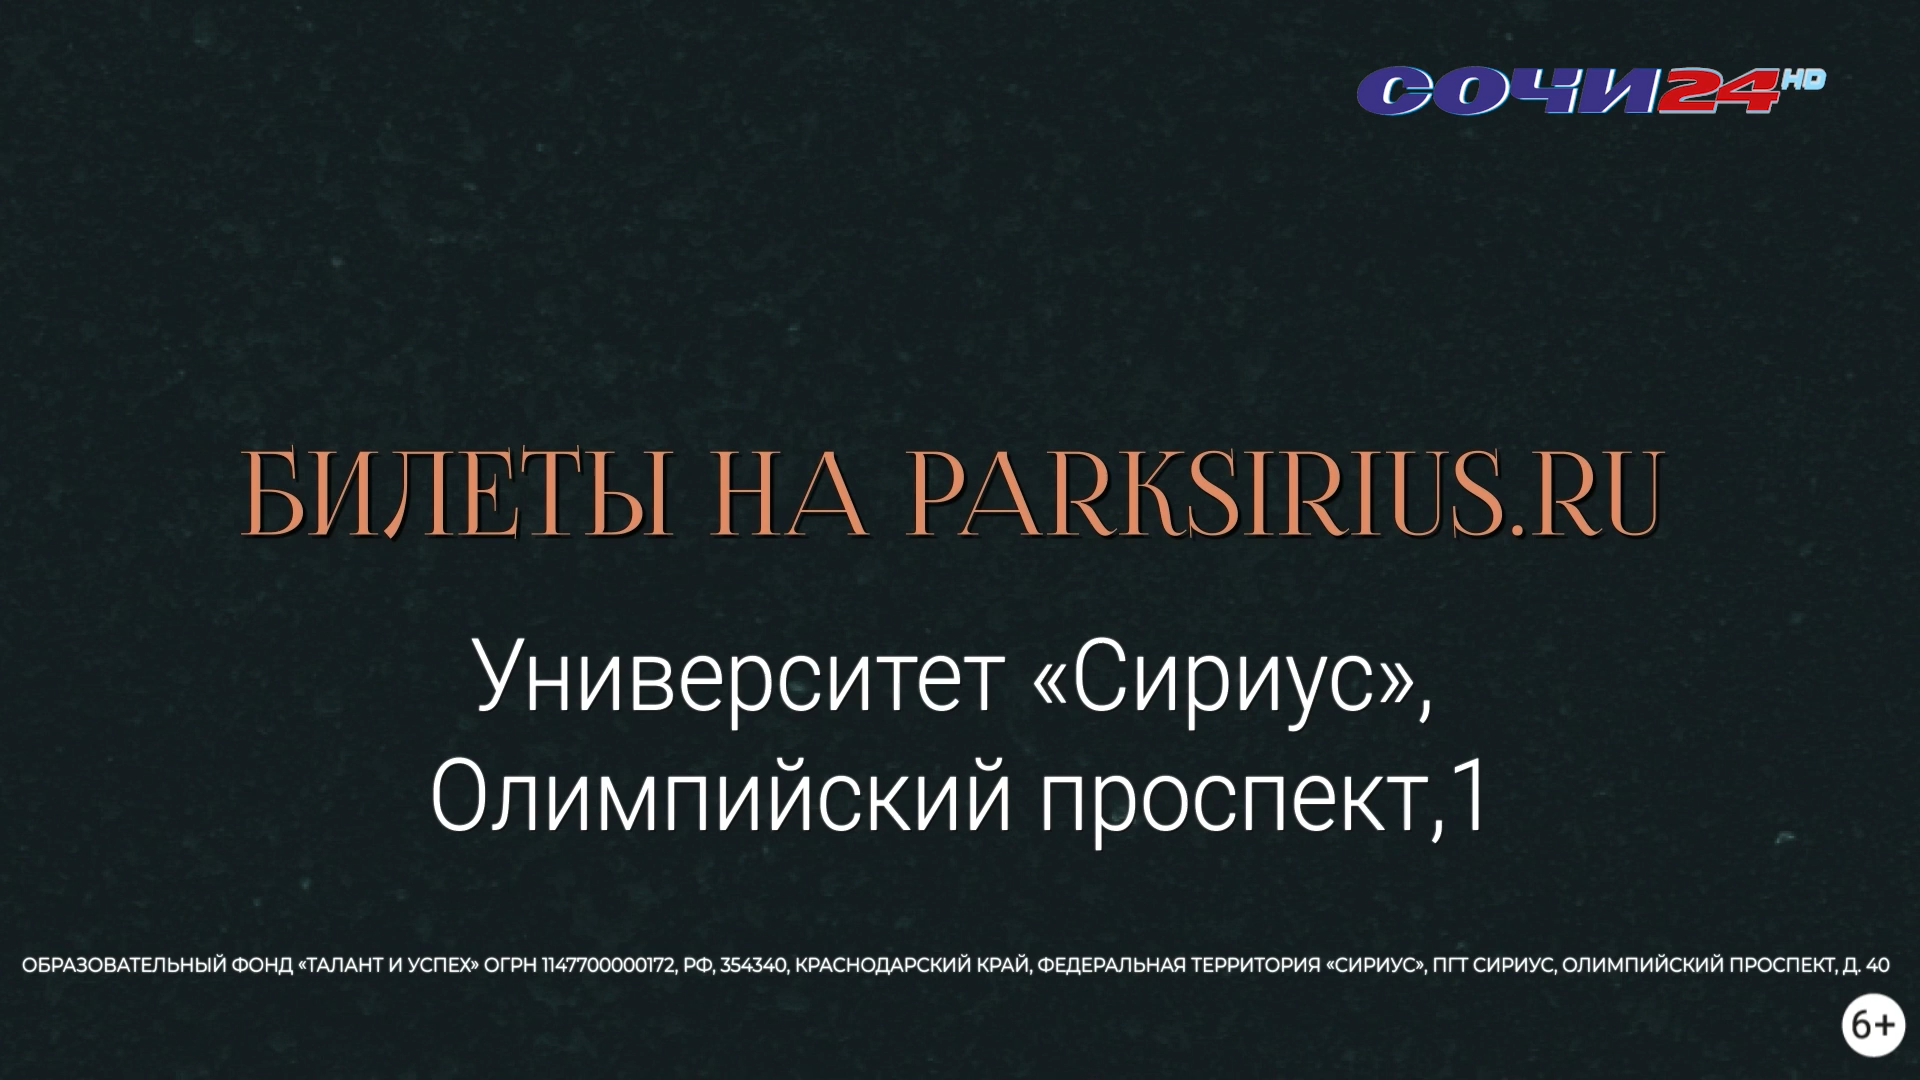 СОЧИ24HD
БИЛЕТЫ НА PARKSIRIUS.RU
Университет «Сириус»,
Олимпийский проспект,1
ОБРАЗОВАТЕЛЬНЫЙ ФОНД «ТАЛАНТ И УСПЕХ» ОГРН 1147700000172, РФ, 354340, КРАСНОДАРСКИЙ КРАЙ, ФЕДЕРАЛЬНАЯ ТЕРРИТОРИЯ «СИРИУС», ПГТ СИРИУС, ОЛИМПИЙСКИЙ ПРОСПЕКТ, Д. 40
6+